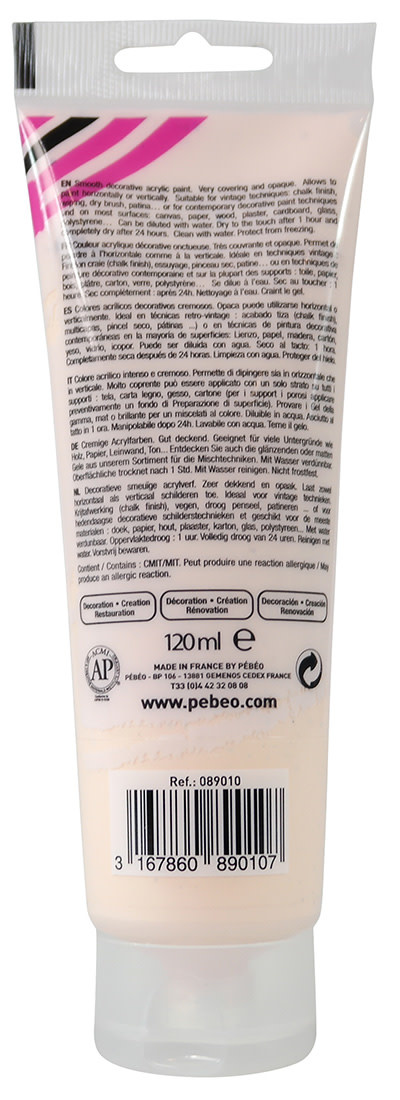 EN Smooth decorative acrylic paint. Very covering and opaque. Allows to
paint horizontally or vertically. Suitable for vintage techniques: chalk finish,
wiping, dry brush, patina... or for contemporary decorative paint techniques
and on most surfaces: canvas, paper, wood, plaster, cardboard, glass,
polystyrene... Can be diluted with water. Dry to the touch after 1 hour and
completely dry after 24 hours. Clean with water. Protect from freezing.
FR Couleur acrylique décorative onctueuse. Très couvrante et opaque. Permet de
peindre à l'horizontale comme à la verticale. Idéale en techniques vintage :
Finition craie (chalk finish), essuyage, pinceau sec, patine... ou en techniques de
peinture décorative contemporaine et sur la plupart des supports : toile, papier,
bois, plâtre, carton, verre, polystyrène... Se dilue à l'eau. Sec au toucher : 1
heure. Sec complètement : après 24h. Nettoyage à l'eau. Craint le gel.
ES Colores acrílicos decorativos cremosos. Opaca puede utilizarse horizontal o
verticalmente. Ideal en técnicas retro-vintage : acabado tiza (chalk finish),
multicapas, pincel seco, pátinas ...) o en técnicas de pintura decorativa
contemporáneas en la mayoría de superficies: Lienzo, papel, madera, cartón,
yeso, vidrio, icopor. Puede ser diluida con agua. Seco al tacto: 1 hora.
Completamente seca después de 24 horas. Limpieza con agua. Proteger del hielo.
IT Colore acrilico intenso e cremoso. Permette di dipingere sia in orizzontale che
in verticale. Molto coprente può essere applicato con un solo strato su tutti i
supporti : tela, carta legno, gesso, cartone (per i support i porosi applicare
preventivamente un fondo di Preparazione di superficie). Provare i Gel della
gamma, mat o brillante per un miscelati al colore. Diluibile in acqua. Asciutto al
tatto in 1 ora. Manipolabile dopo 24h. Lavabile con acqua. Teme il gelo.
DE Cremige Acrylfarben. Gut deckend. Geeignet für viele Untergründe wie
Holz, Papier, Leinwand, Ton... Entdecken Sie auch die glänzenden oder matten
Gele aus unserem Sortiment für die Mischtechniken. Mit Wasser verdünnbar.
Oberfläche trocknet nach 1 Std. Mit Wasser reinigen. Nicht frostfest.
NL Decoratieve smeuïge acrylverf. Zeer dekkend en opaak. Laat zowel
horizontaal als verticaal schilderen toe. Ideaal voor vintage technieken:
Krijtafwerking (chalk finish), vegen, droog penseel, patineren ... of voor
hedendaagse decoratieve schilderstechnieken en geschikt voor de meeste
materialen : doek, papier, hout, plaaster, karton, glas, polystyreen... Met water
verdunbaar. Oppervlaktedroog : 1 uur. Volledig droog van 24 uren. Reinigen met
water. Vorstvrij bewaren.
Contient / Contains : CMIT/MIT. Peut produire une reaction allergique / May
produce an allergic reaction.
Decoration • Creation
Restauration
Décoration • Création
Rénovation
Decoración • Creación
Renovación
120ml e
ACMI
AP
MADE IN FRANCE BY PÉBÉO
PÉBÉO - BP 106 - 13881 GEMENOS CEDEX FRANCE
T33 (0)4 42 32 08 08
www.pebeo.com
Ref.: 089010
3 167860 890107